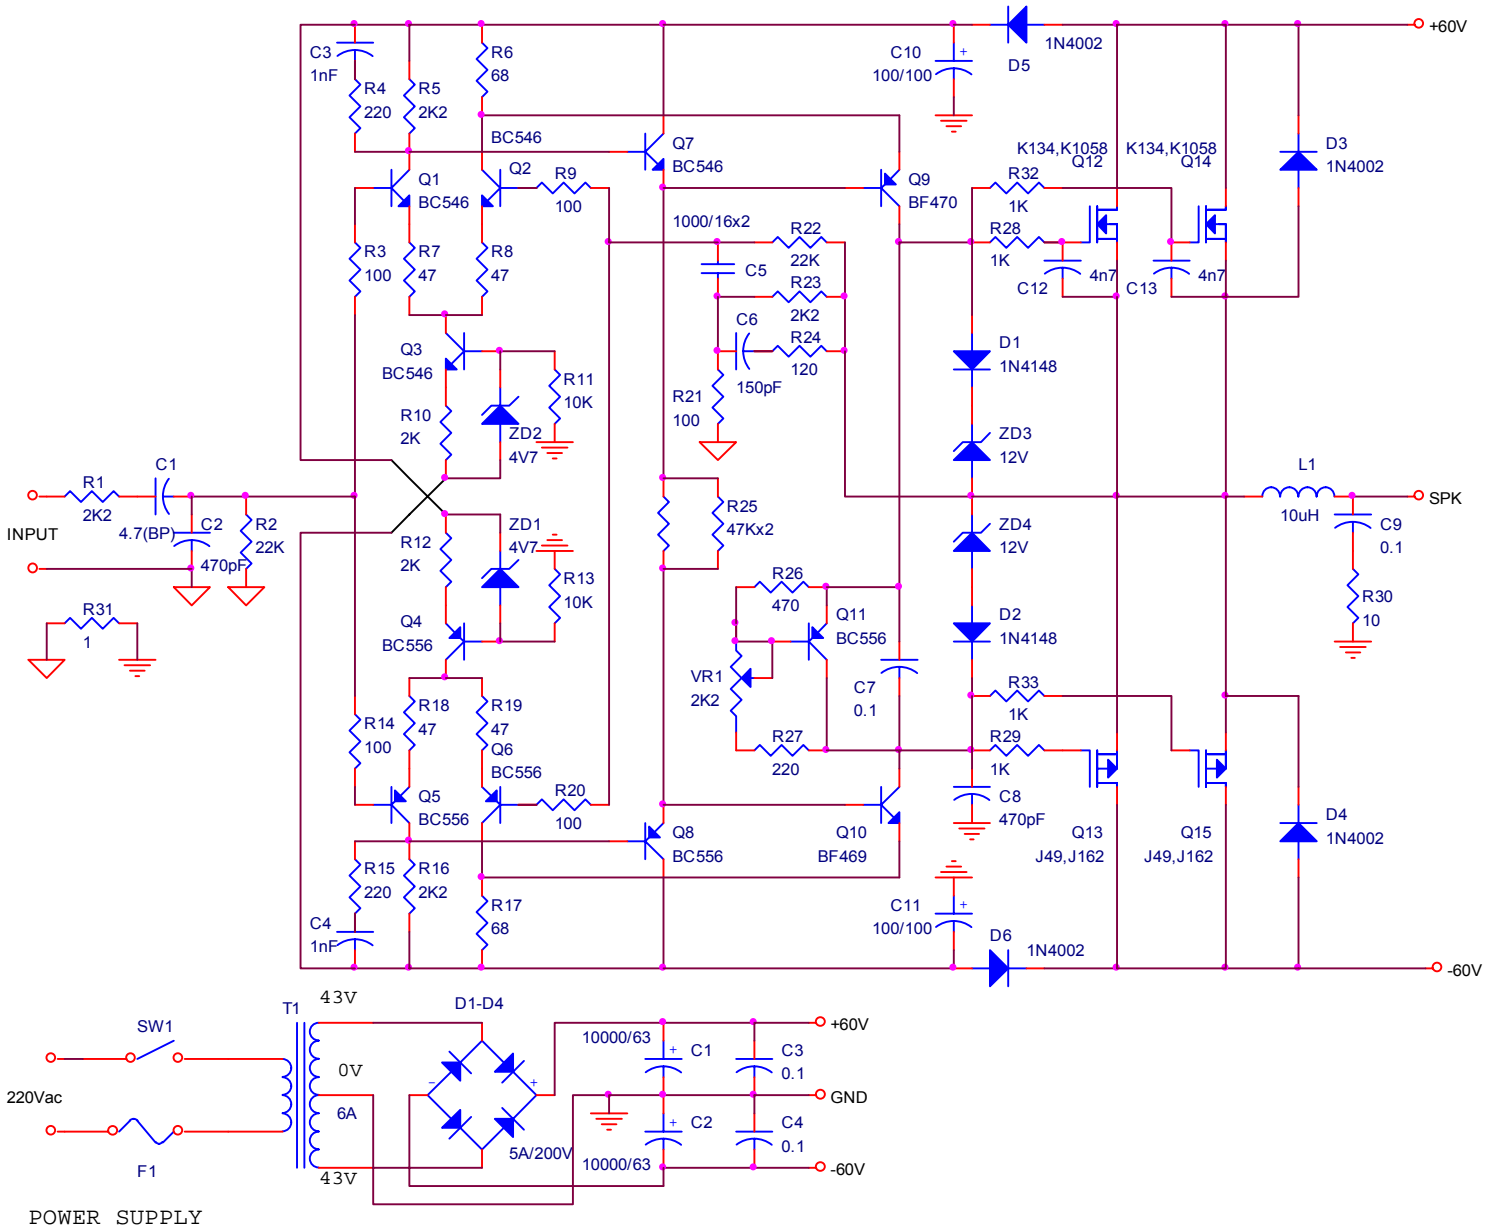 C3
1nF
R4
220
R5
2K2
R6
68
C10
100/100
+
1N4002
D5
+60V
BC546
Q7
BC546
Q9
BF470
K134,K1058
Q12
K134,K1058
Q14
D3
1N4002
Q1
BC546
Q2
R9
100
R32
1K
R28
1K
1000/16x2
R22
22K
R3
100
R7
47
R8
47
C5
R23
2K2
C12
4n7
C13
4n7
Q3
BC546
C6
150pF
R24
120
D1
1N4148
R11
10K
R10
2K
ZD2
4V7
R21
100
ZD3
12V
INPUT
R1
2K2
C1
4.7(BP)
C2
470pF
R2
22K
R12
2K
ZD1
4V7
R25
47Kx2
ZD4
12V
L1
10uH
SPK
C9
0.1
R13
10K
R26
470
Q11
BC556
R30
10
R31
1
Q4
BC556
D2
1N4148
VR1
2K2
C7
0.1
R33
1K
R14
100
R18
47
R19
47
R27
220
R29
1K
Q6
BC556
Q5
BC556
R20
100
C8
470pF
Q8
BC556
Q10
BF469
Q13
J49,J162
Q15
J49,J162
D4
1N4002
R15
220
R16
2K2
R17
68
C4
1nF
C11
100/100
+
D6
1N4002
-60V
T1
43V
0V
6A
43V
SW1
220Vac
F1
D1-D4
-
+
5A/200V
10000/63
+
C1
C3
0.1
+60V
GND
+
C2
10000/63
C4
0.1
-60V
POWER SUPPLY